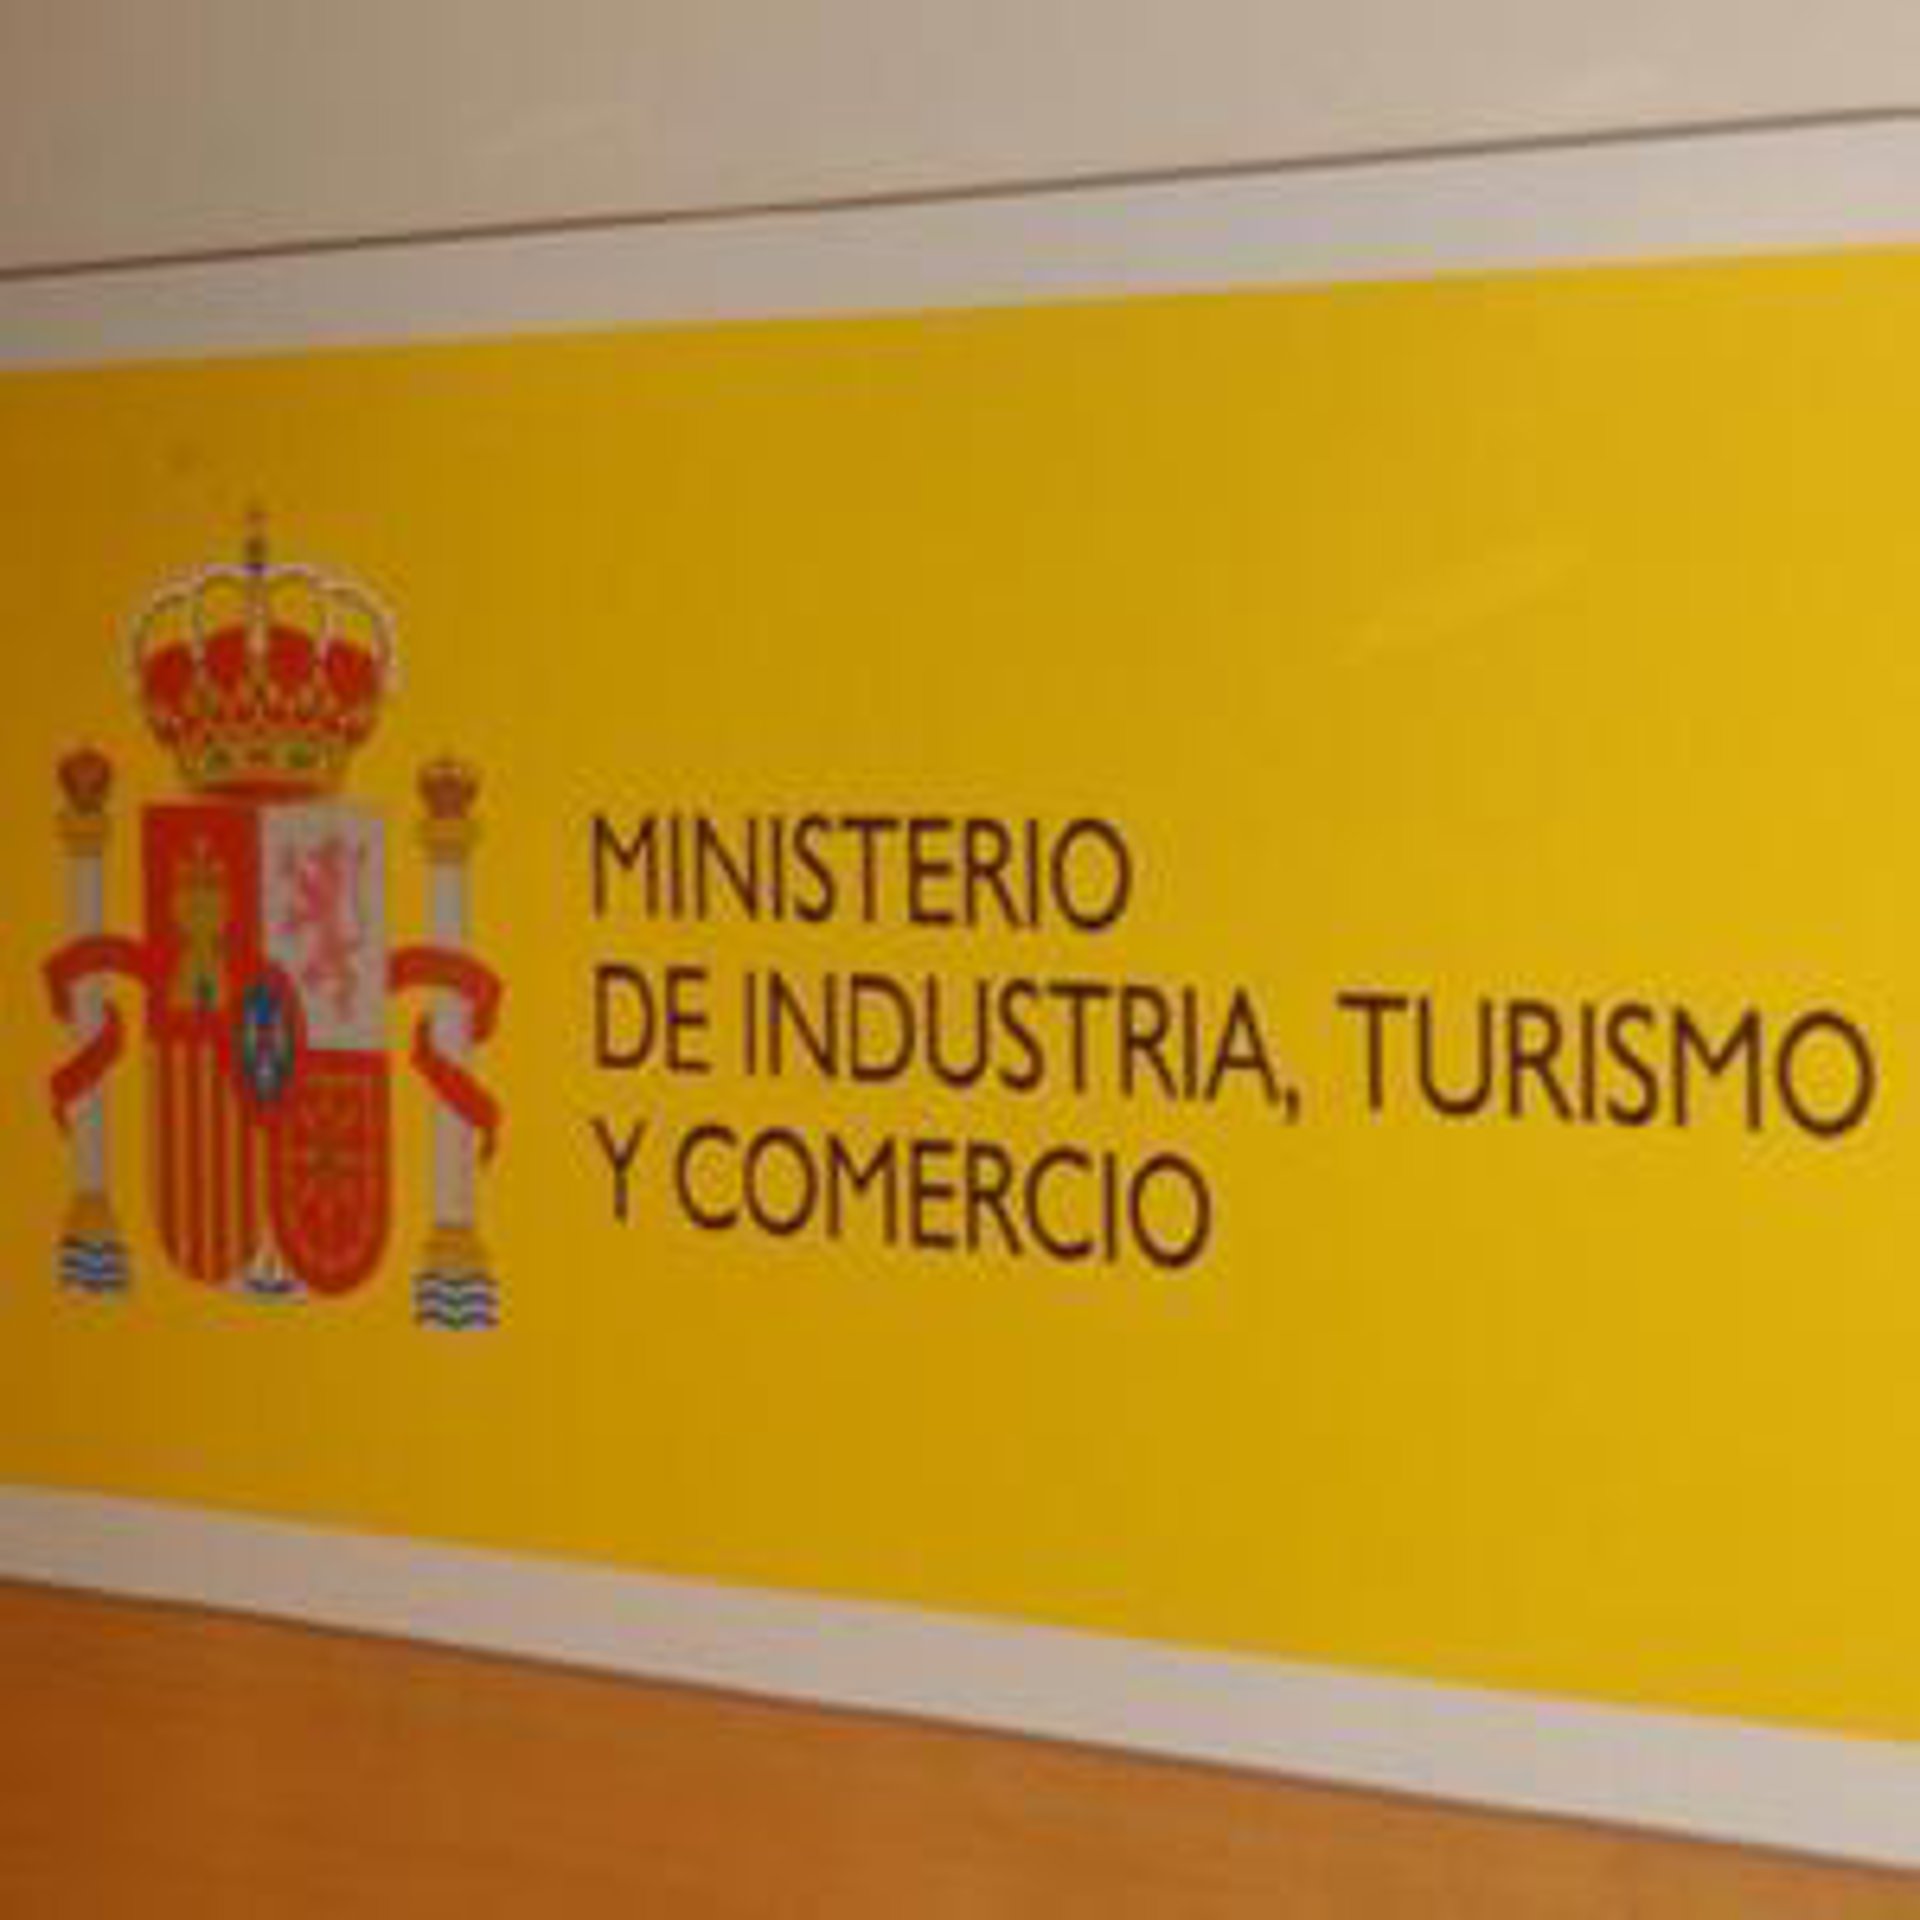 MINISTERIO
DE INDUSTRIA, TURISMO
Y COMERCIO